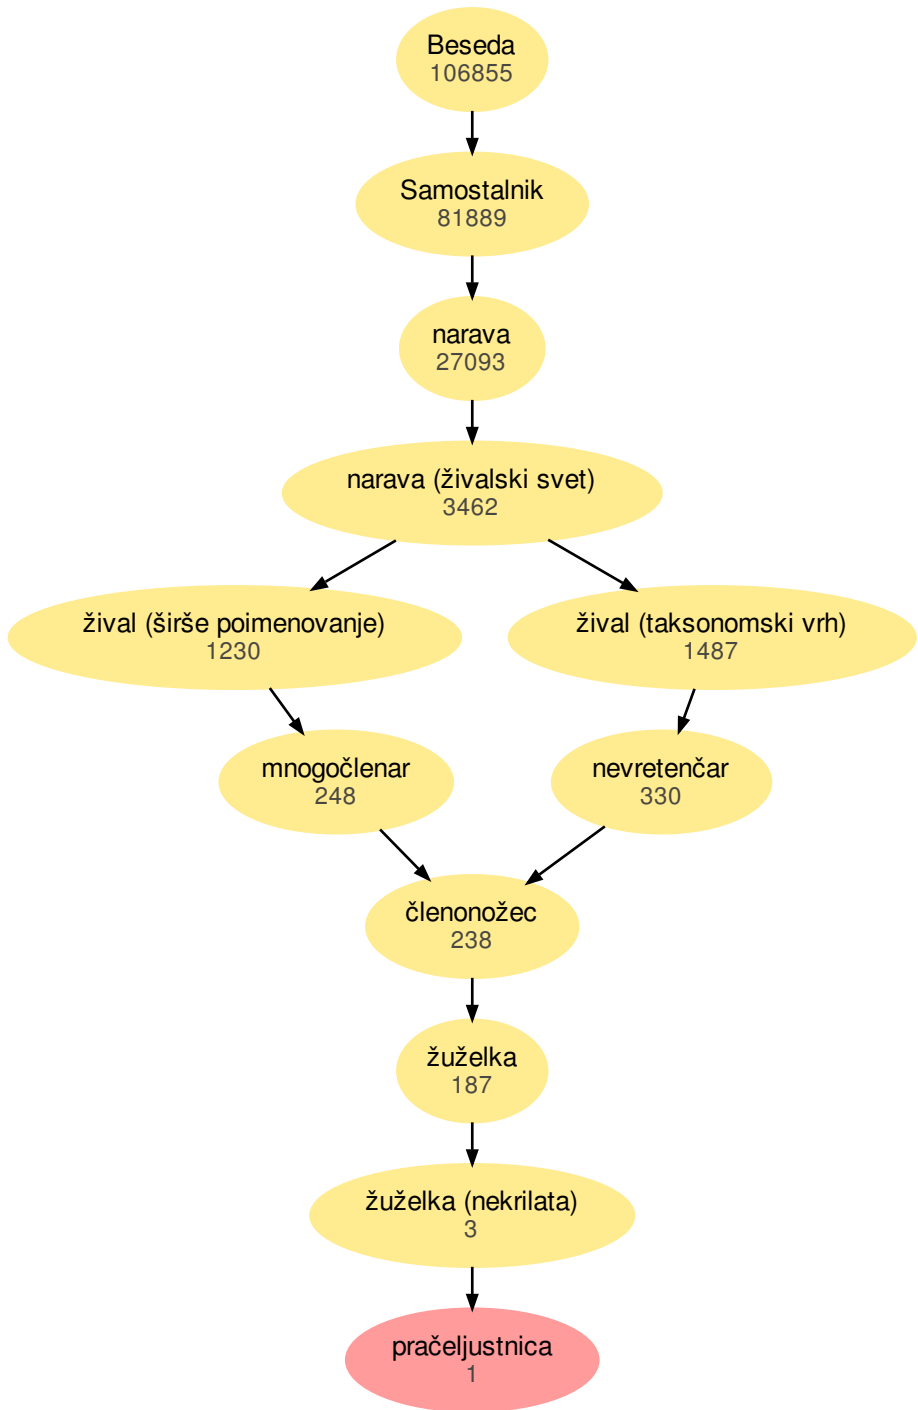 Beseda
106855
Samostalnik
81889
narava
27093
narava (živalski svet)
3462
žival (širše poimenovanje)
1230
žival (taksonomski vrh)
1487
mnogočlenar
248
nevretenčar
330
členonožec
238
žuželka
187
žuželka (nekrilata)
3
pračeljustnica
1